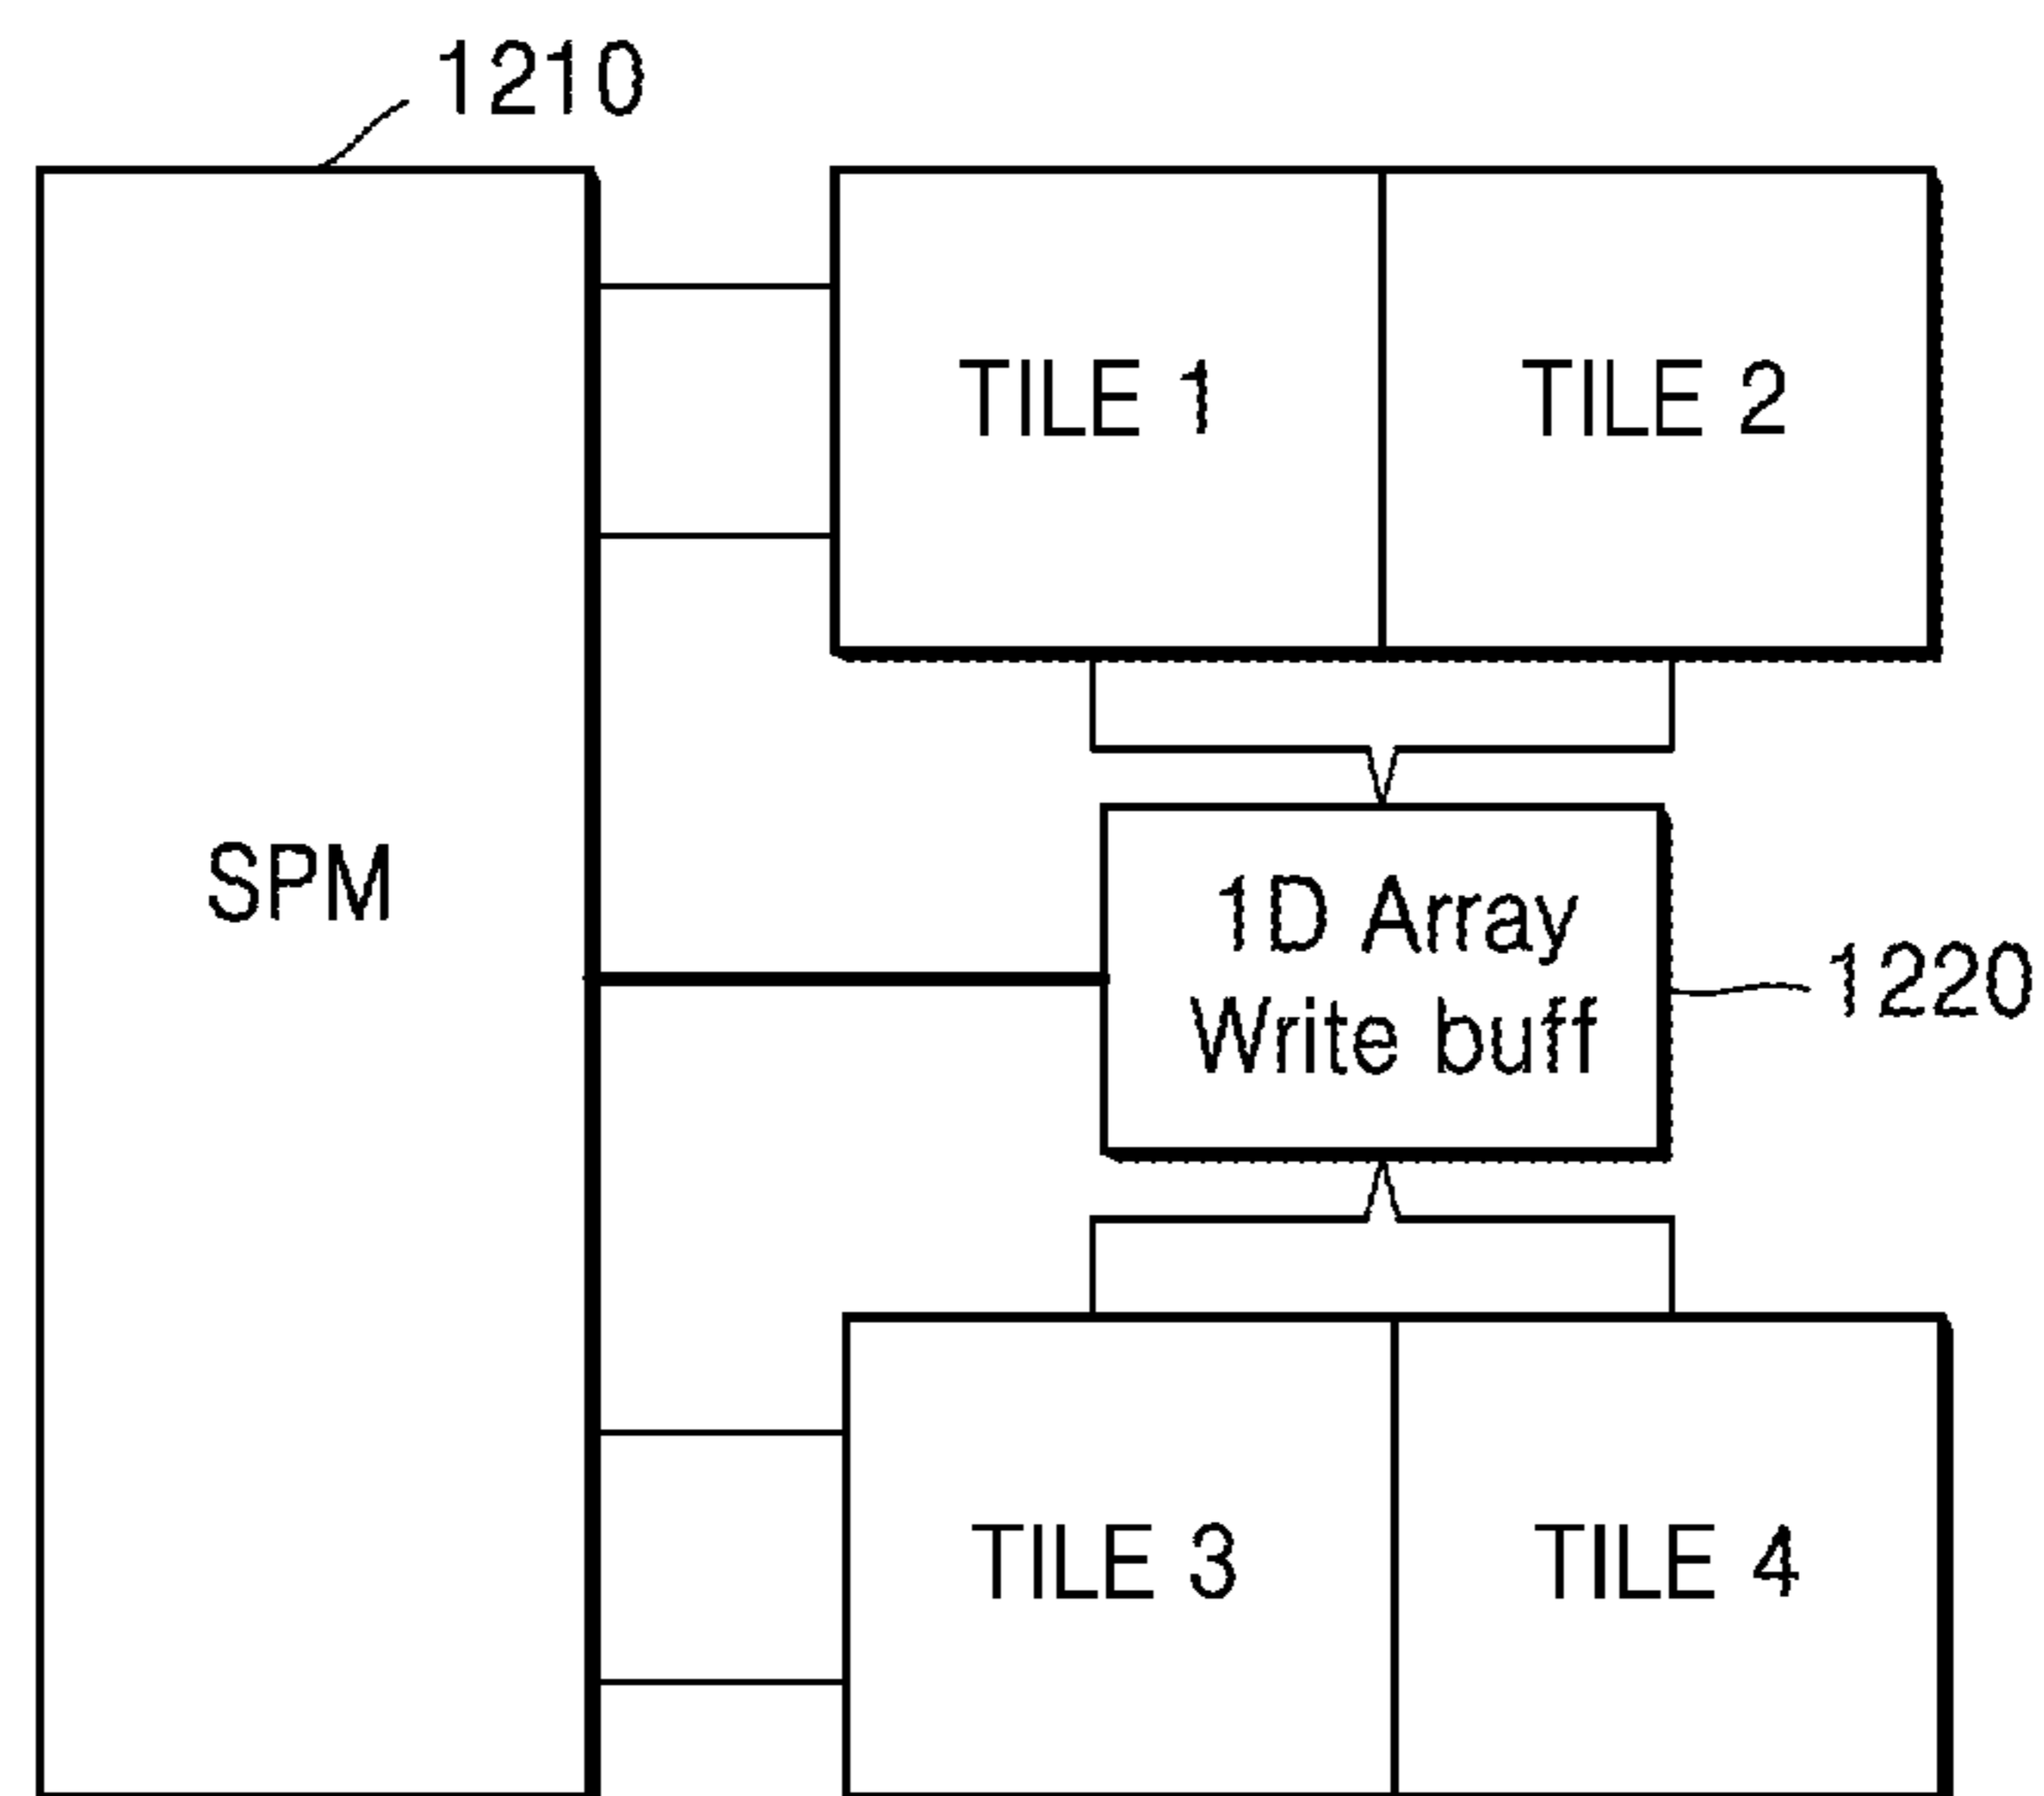 1210
TILE 1
TILE 2
SPM
1D Array
Write buff
1220
TILE 3
TILE 4